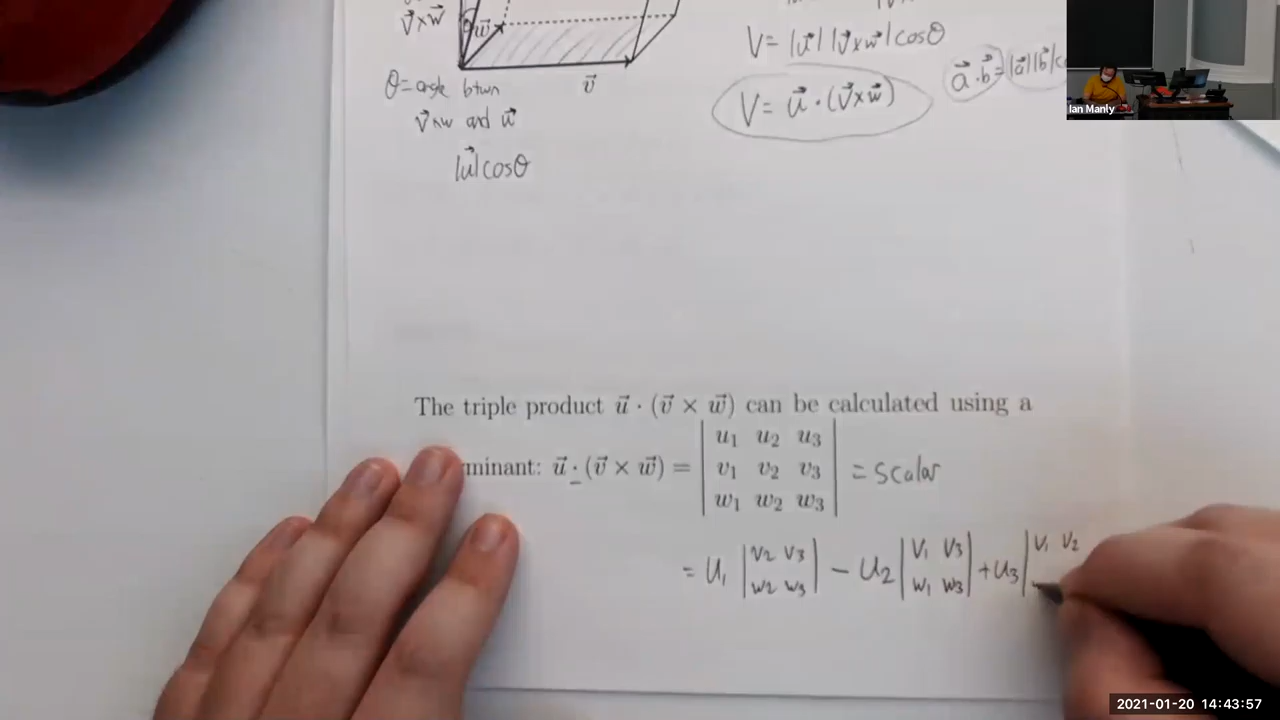 v⃗×w⃗
w⃗
θ
V = |u⃗| |v⃗×w⃗| cosθ
θ = angle btwn
v⃗
a⃗·b⃗ = |a⃗||b⃗|
V = u⃗ · (v⃗×w⃗)
v⃗×w and u⃗
|u⃗| cosθ
Ian Manly
The triple product u⃗ · (v⃗ × w⃗) can be calculated using a
minant: u⃗ · (v⃗ × w⃗) = | u₁ u₂ u₃ | = scalar
| v₁ v₂ v₃ |
| w₁ w₂ w₃ |
= u₁ | v₂ v₃ | − u₂ | v₁ v₃ | + u₃ | v₁ v₂
| w₂ w₃ | | w₁ w₃ |
2021-01-20 14:43:57